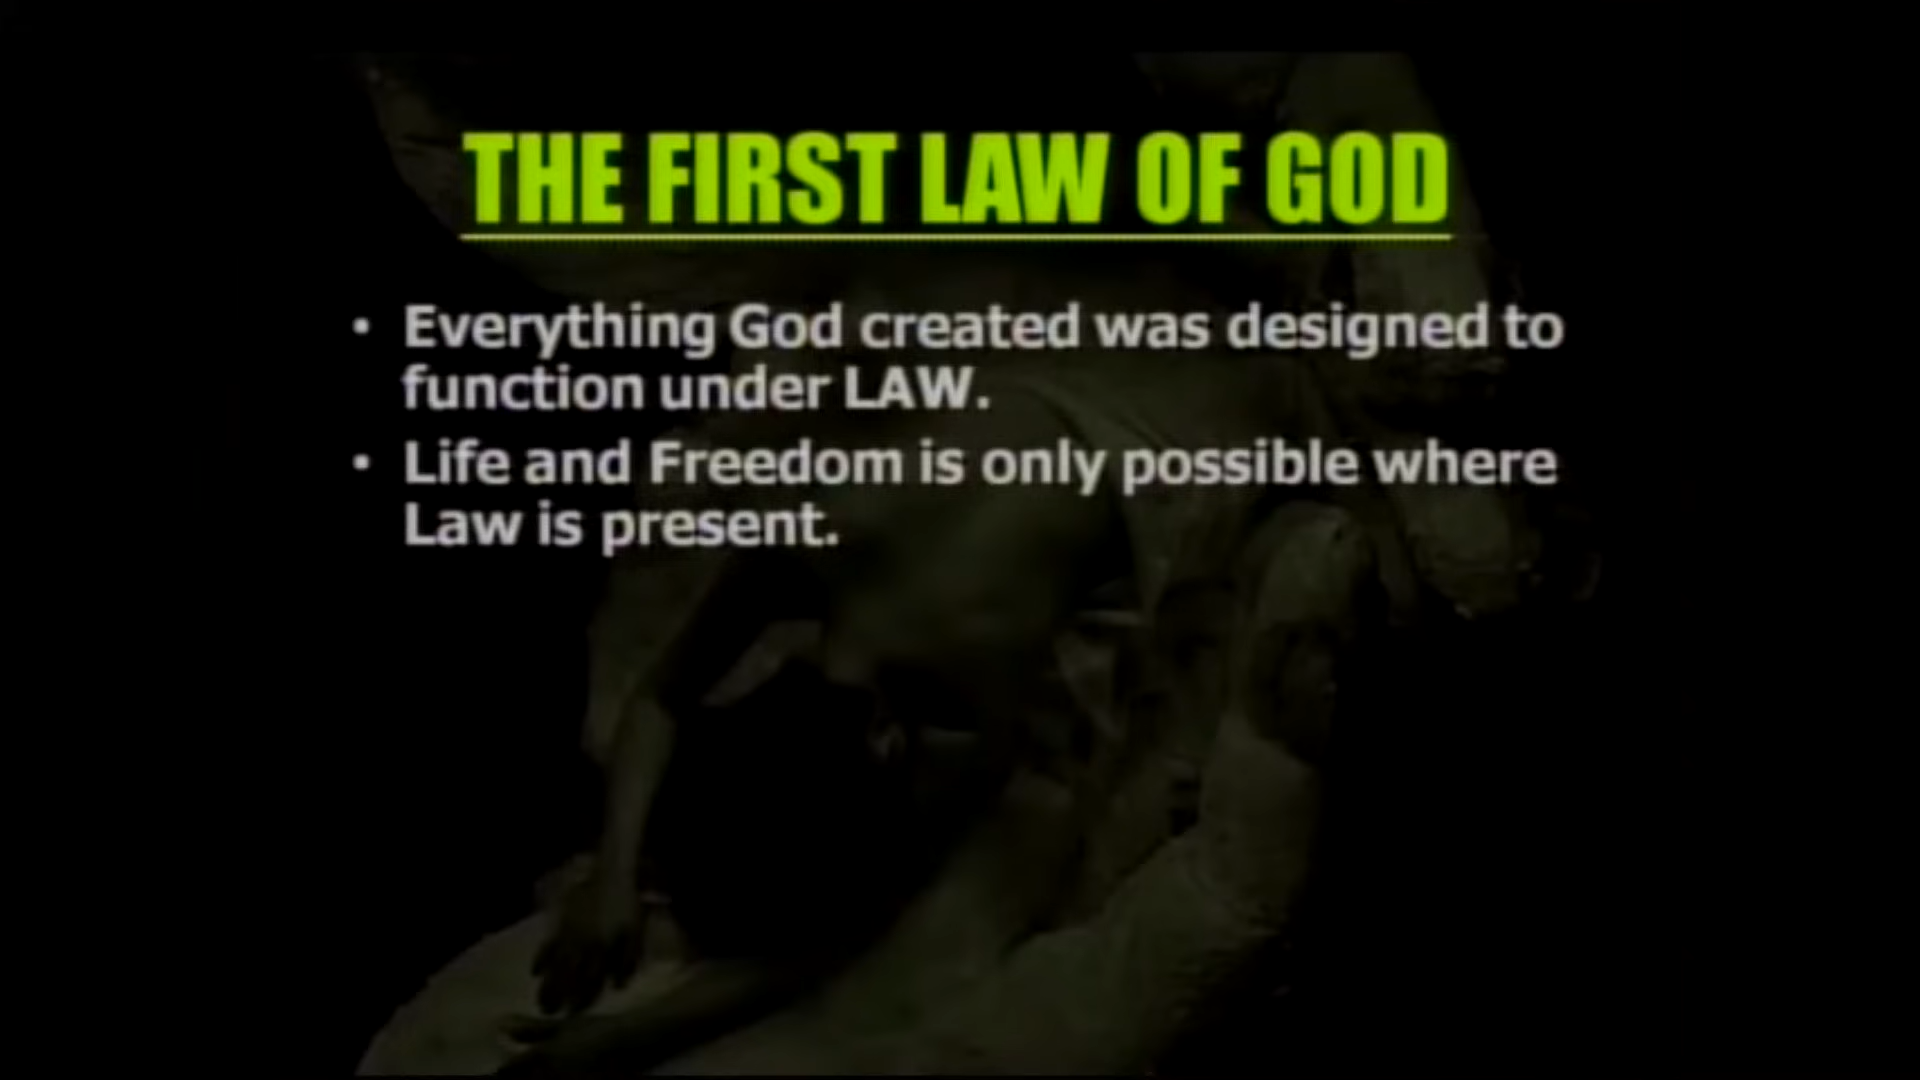 THE FIRST LAW OF GOD
• Everything God created was designed to
function under LAW.
• Life and Freedom is only possible where
Law is present.